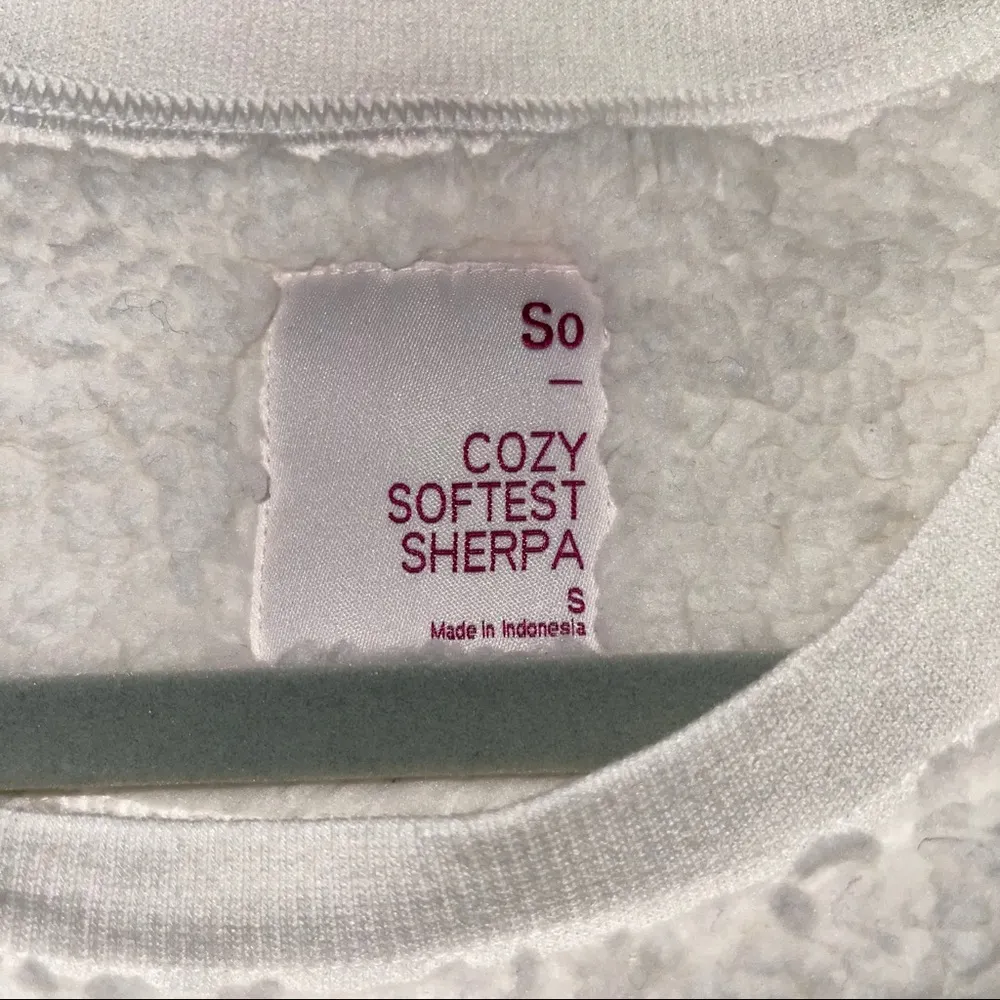 So
—
COZY
SOFTEST
SHERPA
S
Made in Indonesia